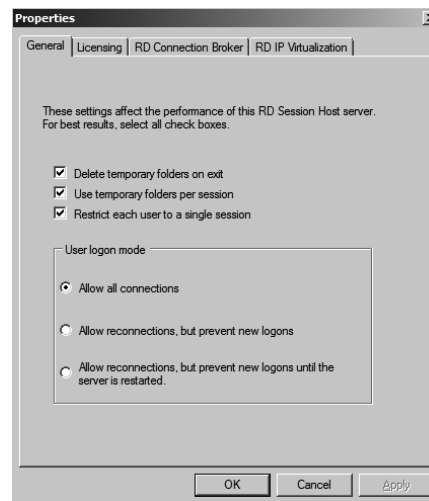 Properties
General Licensing RD Connection Broker RD IP Virtualization
These settings affect the performance of this RD Session Host server.
For best results, select all check boxes.
Delete temporary folders on exit
Use temporary folders per session
Restrict each user to a single session
User logon mode
Allow all connections
Allow reconnections, but prevent new logons
Allow reconnections, but prevent new logons until the
server is restarted.
OK Cancel Apply